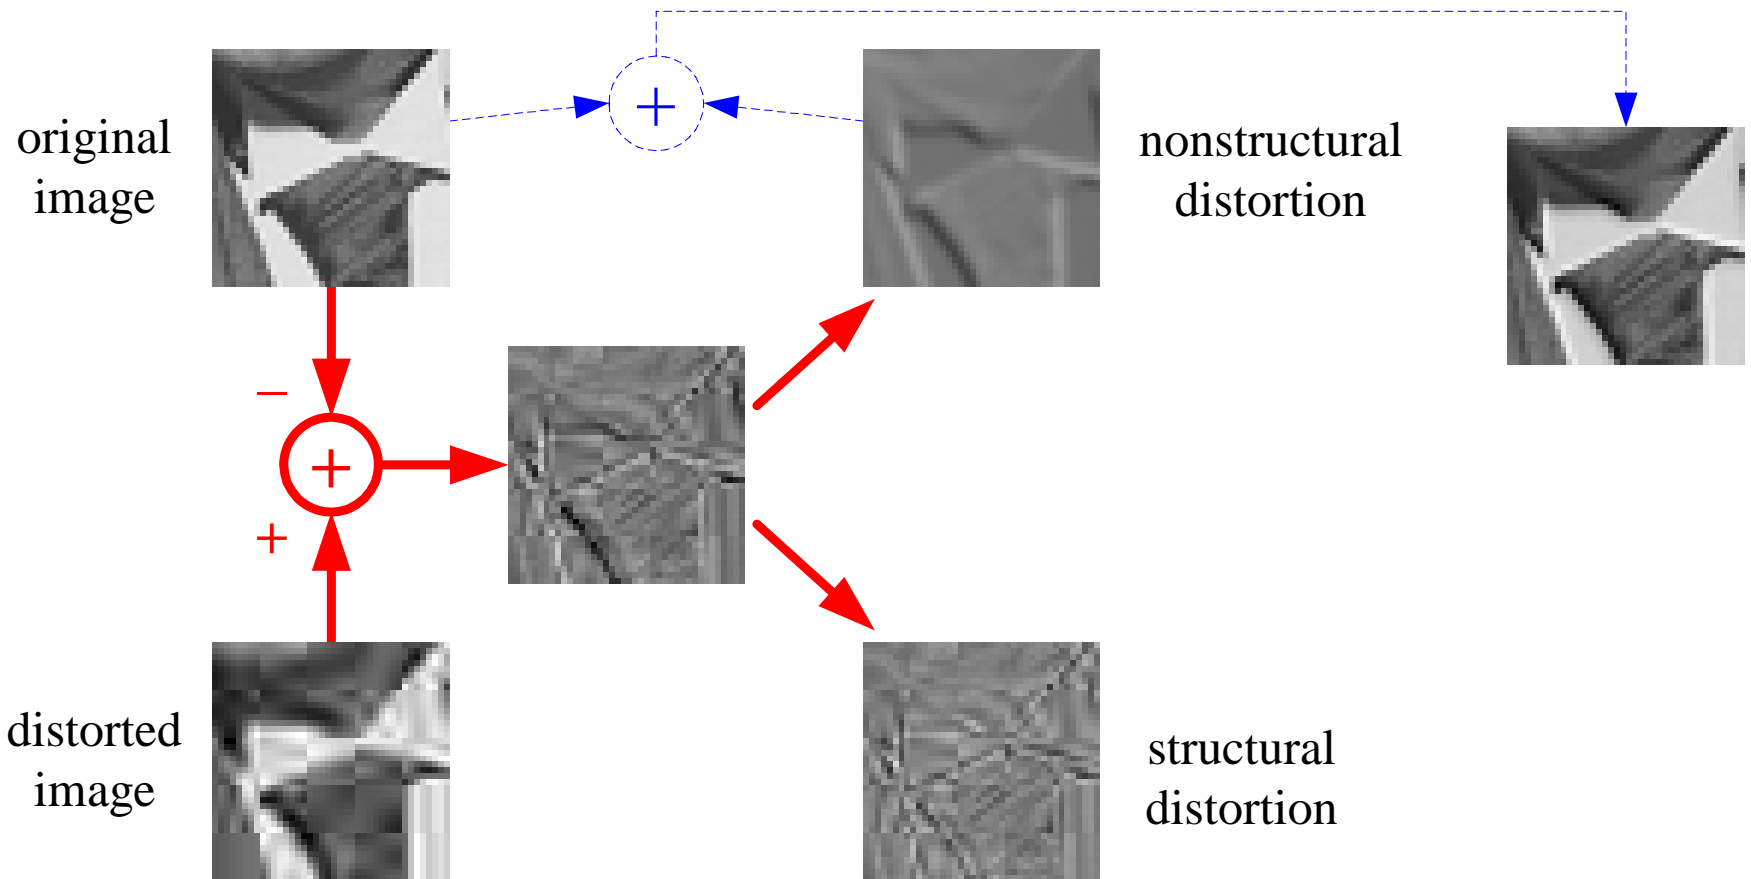 +
original
image
nonstructural
distortion
−
+
+
distorted
image
structural
distortion